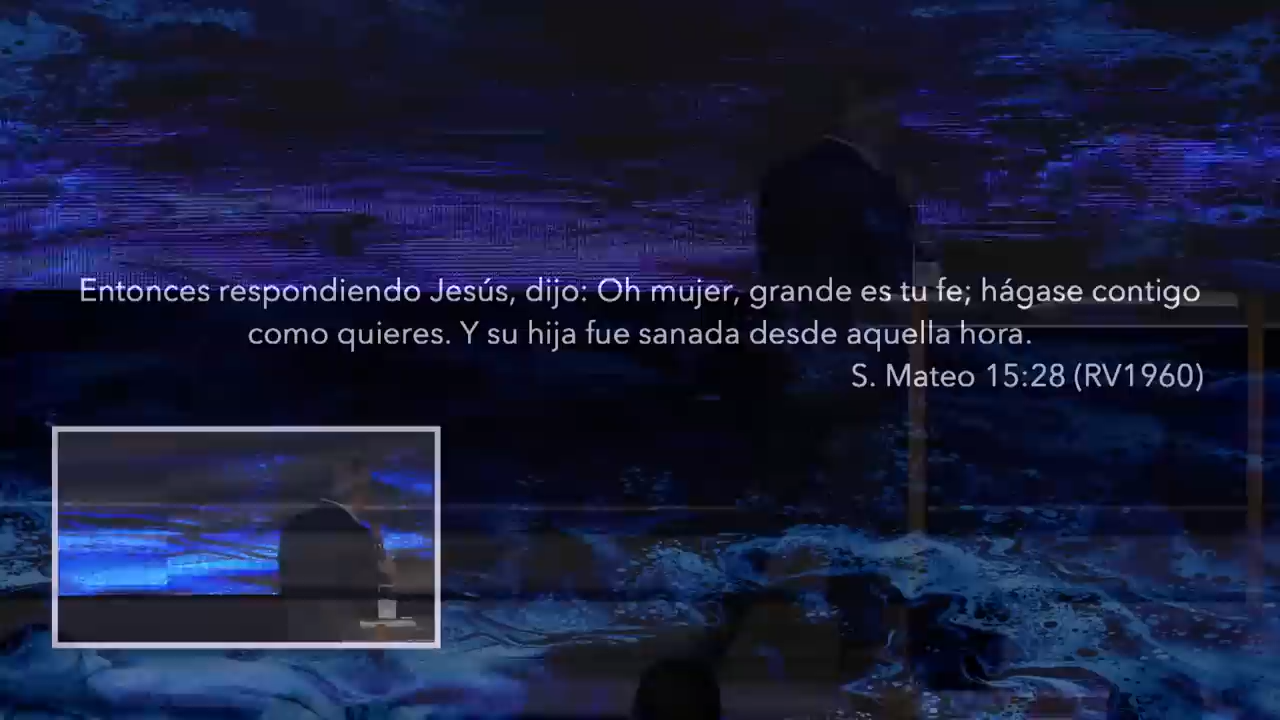 Entonces respondiendo Jesús, dijo: Oh mujer, grande es tu fe; hágase contigo
como quieres. Y su hija fue sanada desde aquella hora.
S. Mateo 15:28 (RV1960)